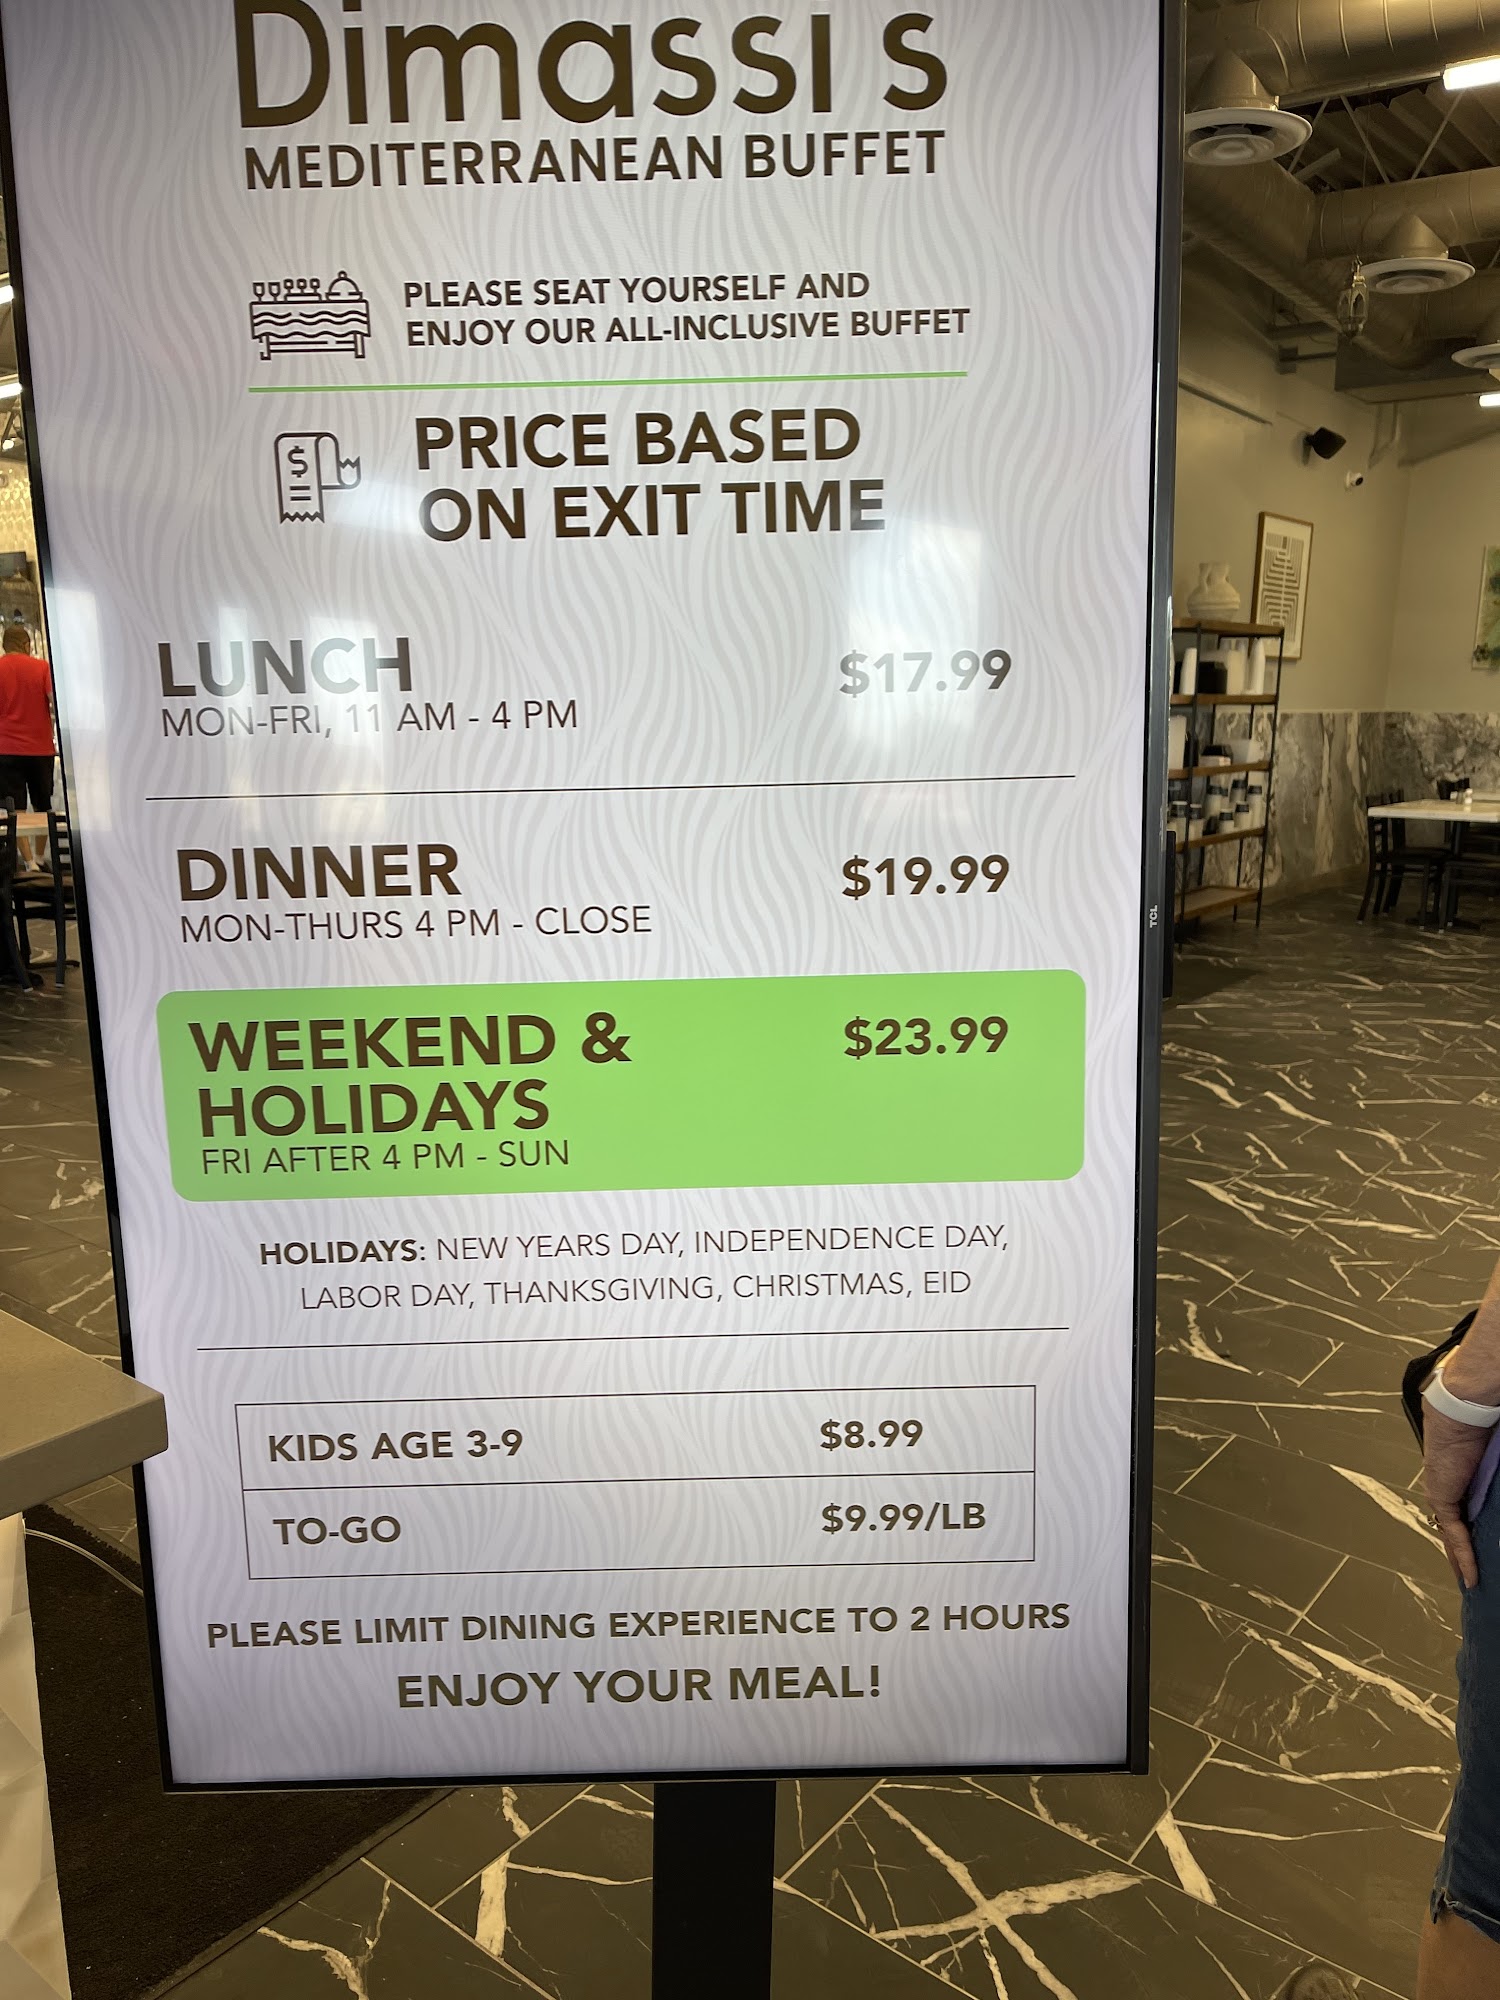 Dimassi's
MEDITERRANEAN BUFFET
PLEASE SEAT YOURSELF AND
ENJOY OUR ALL-INCLUSIVE BUFFET
$
PRICE BASED
ON EXIT TIME
LUNCH $17.99
MON-FRI, 11 AM - 4 PM
DINNER $19.99
MON-THURS 4 PM - CLOSE
WEEKEND & $23.99
HOLIDAYS
FRI AFTER 4 PM - SUN
HOLIDAYS: NEW YEARS DAY, INDEPENDENCE DAY,
LABOR DAY, THANKSGIVING, CHRISTMAS, EID
KIDS AGE 3-9 $8.99
TO-GO $9.99/LB
PLEASE LIMIT DINING EXPERIENCE TO 2 HOURS
ENJOY YOUR MEAL!
TCL